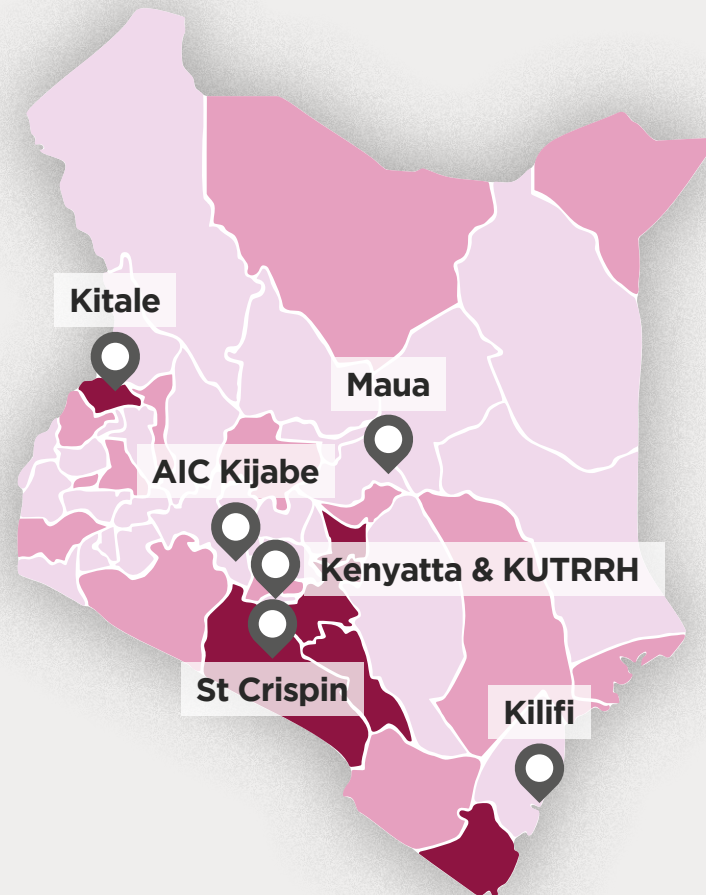 Kitale
Maua
AIC Kijabe
Kenyatta & KUTRRH
St Crispin
Kilifi